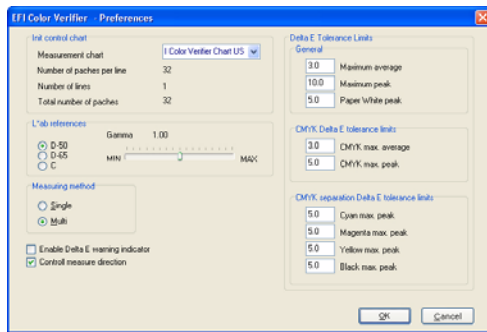 EFI Color Verifier - Preferences
Init control chart
Measurement chart
l Color Verifier Chart US
Number of paches per line 32
Number of lines 1
Total number of paches 32
L*ab references
Gamma 1.00
D-50
D-65
C
MIN
MAX
Measuring method
Single
Multi
Enable Delta E warning indicator
Controll measure direction
Delta E Tolerance Limits
General
3.0 Maximum average
10.0 Maximum peak
5.0 Paper White peak
CMYK Delta E tolerance limits
3.0 CMYK max. average
5.0 CMYK max. peak
CMYK separation Delta E tolerance limits
5.0 Cyan max. peak
5.0 Magenta max. peak
5.0 Yellow max. peak
5.0 Black max. peak
OK
Cancel